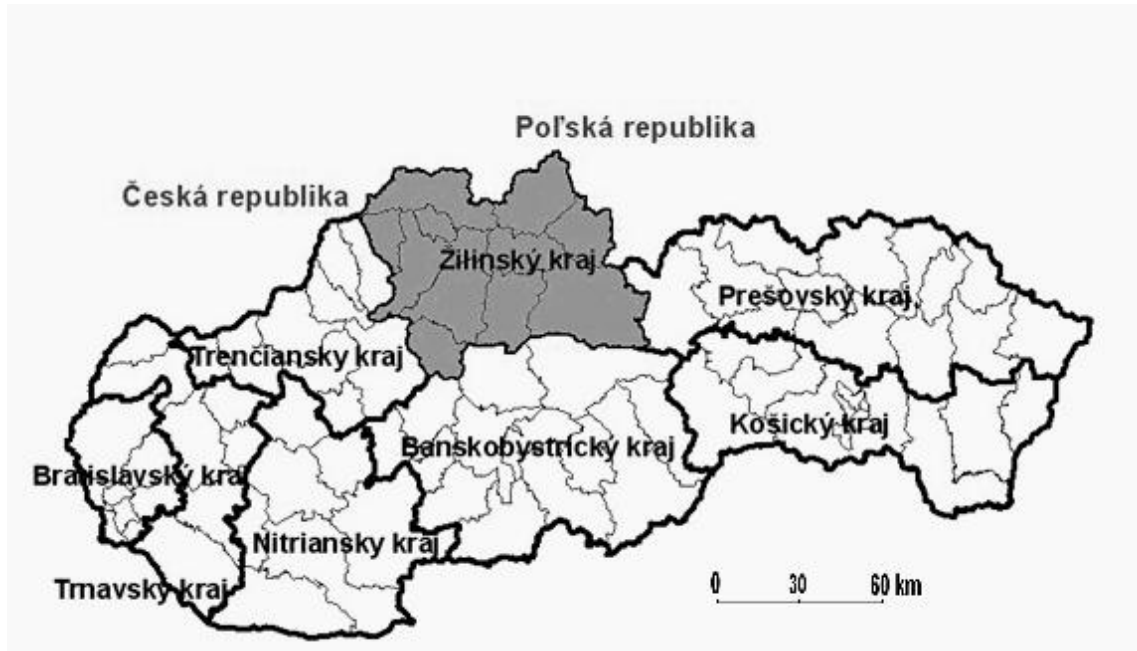 Poľská republika
Česká republika
Žilinský kraj
Prešovský kraj
Trenčiansky kraj
Košický kraj
Banskobystrický kraj
Bratislavský kraj
Nitriansky kraj
Trnavský kraj
0 30 60 km